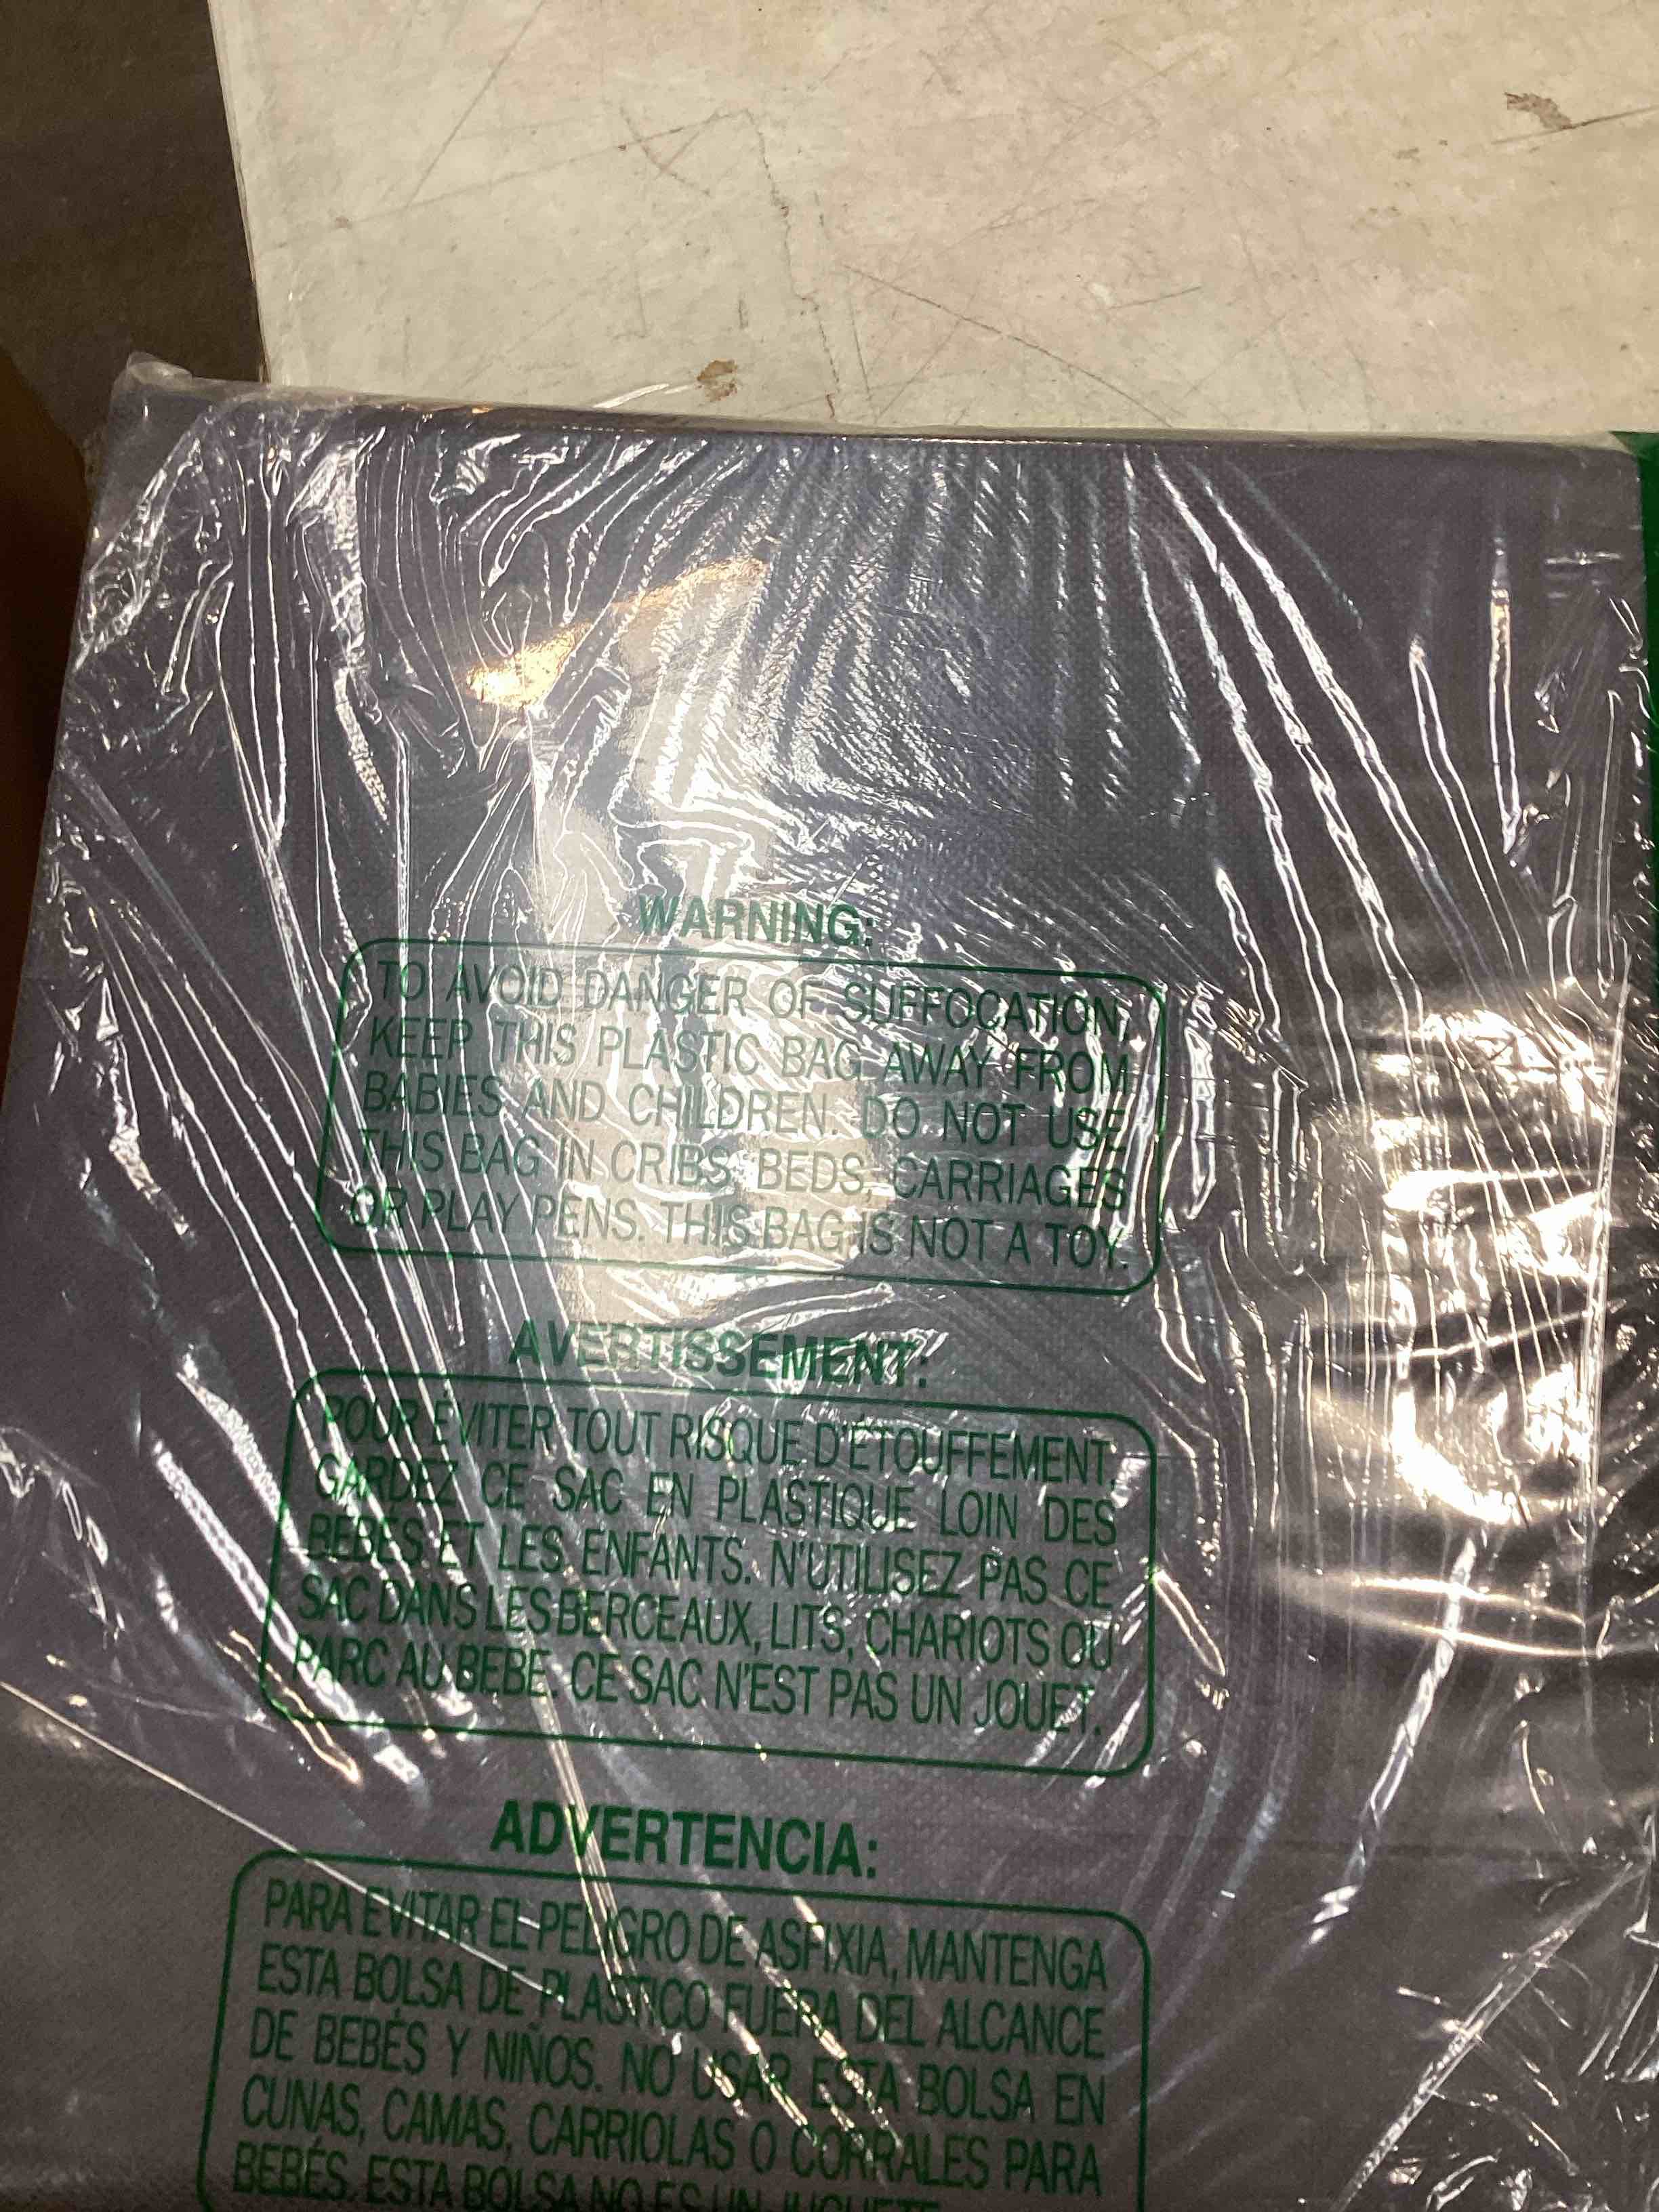 WARNING:
TO AVOID DANGER OF SUFFOCATION,
KEEP THIS PLASTIC BAG AWAY FROM
BABIES AND CHILDREN. DO NOT USE
THIS BAG IN CRIBS, BEDS, CARRIAGES
OR PLAY PENS. THIS BAG IS NOT A TOY.
AVERTISSEMENT:
POUR ÉVITER TOUT RISQUE D'ÉTOUFFEMENT,
GARDEZ CE SAC EN PLASTIQUE LOIN DES
BÉBÉS ET LES ENFANTS. N'UTILISEZ PAS CE
SAC DANS LES BERCEAUX, LITS, CHARIOTS OU
PARC AU BEBE. CE SAC N'EST PAS UN JOUET.
ADVERTENCIA:
PARA EVITAR EL PELIGRO DE ASFIXIA, MANTENGA
ESTA BOLSA DE PLASTICO FUERA DEL ALCANCE
DE BEBÉS Y NIÑOS. NO USAR ESTA BOLSA EN
CUNAS, CAMAS, CARRIOLAS O CORRALES PARA
BEBÉS. ESTA BOLSA NO ES UN JUGUETE